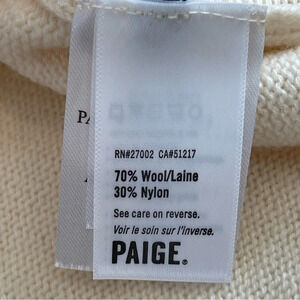 RN#27002 CA#51217
70% Wool/Laine
30% Nylon
See care on reverse.
Voir le soin sur l'inverse.
PAIGE®